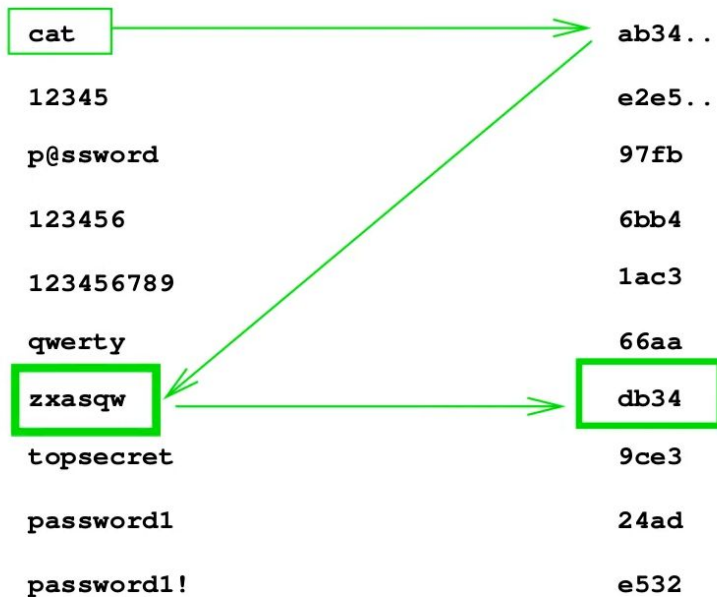 cat ab34..
12345 e2e5..
p@ssword 97fb
123456 6bb4
123456789 1ac3
qwerty 66aa
zxasqw db34
topsecret 9ce3
password1 24ad
password1! e532